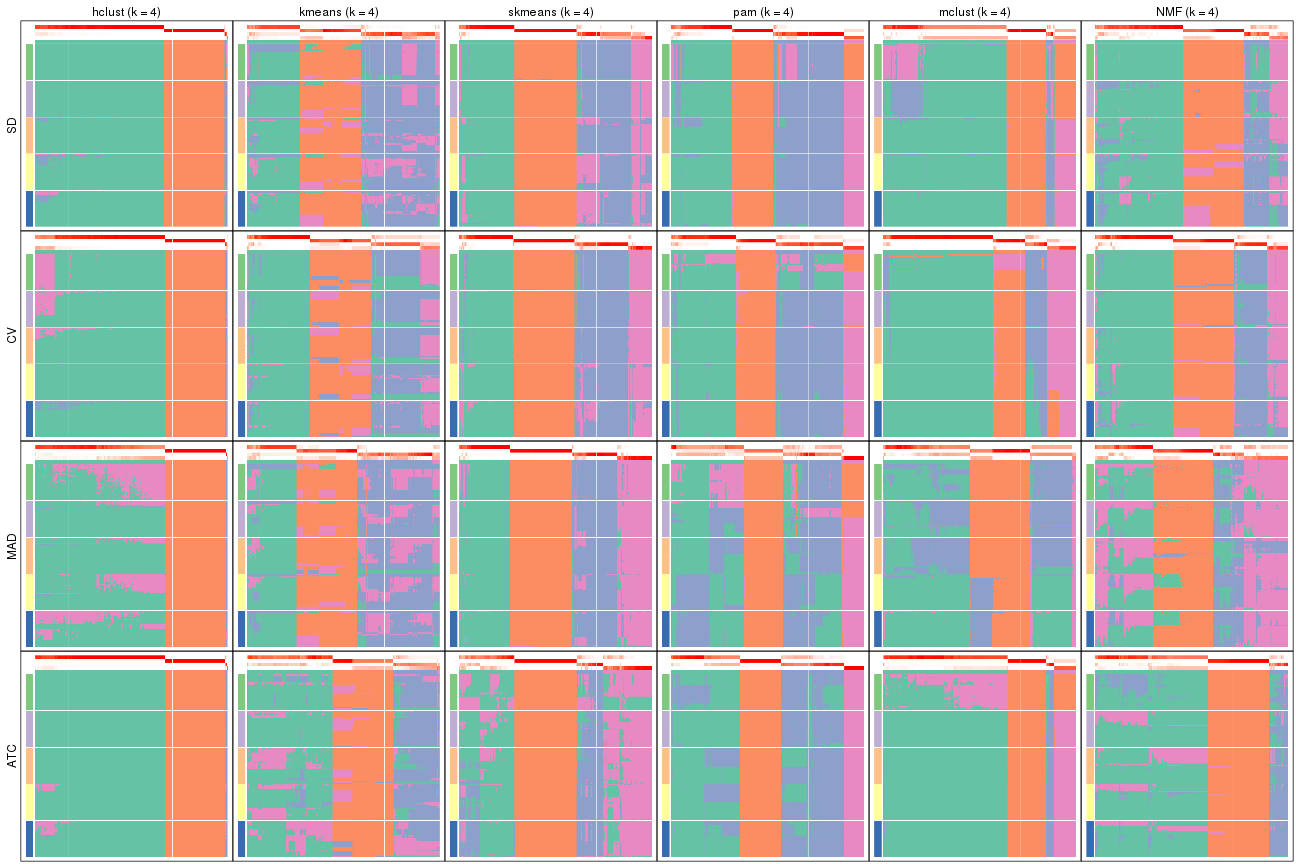 hclust (k = 4) kmeans (k = 4) skmeans (k = 4) pam (k = 4) mclust (k = 4) NMF (k = 4)
SD
CV
MAD
ATC